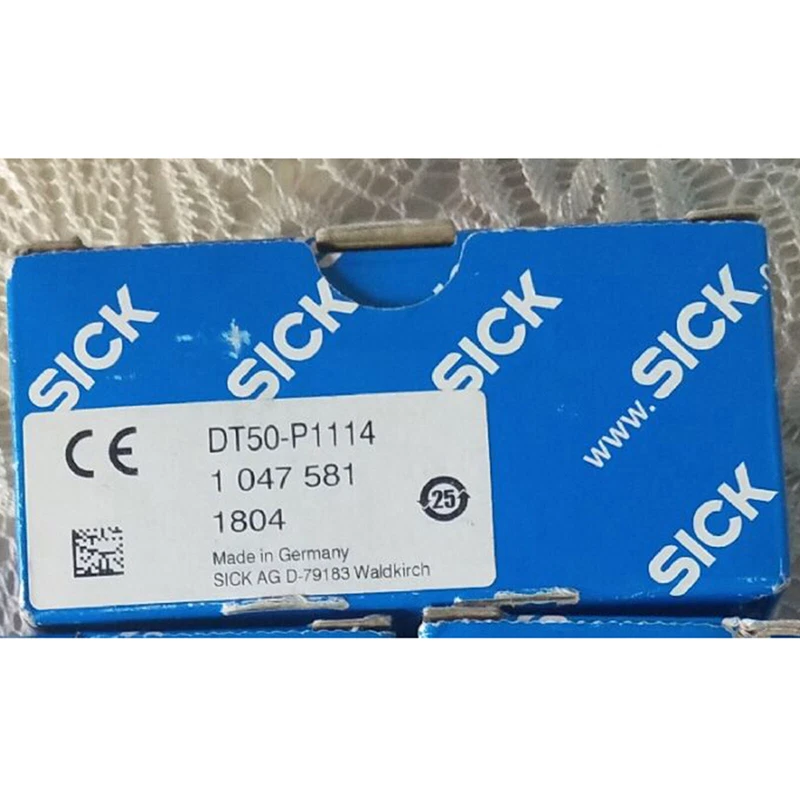 SICK
SICK
SICK
www.SICK.
SICK
CE
DT50-P1114
1 047 581
1804
25
Made in Germany
SICK AG D-79183 Waldkirch